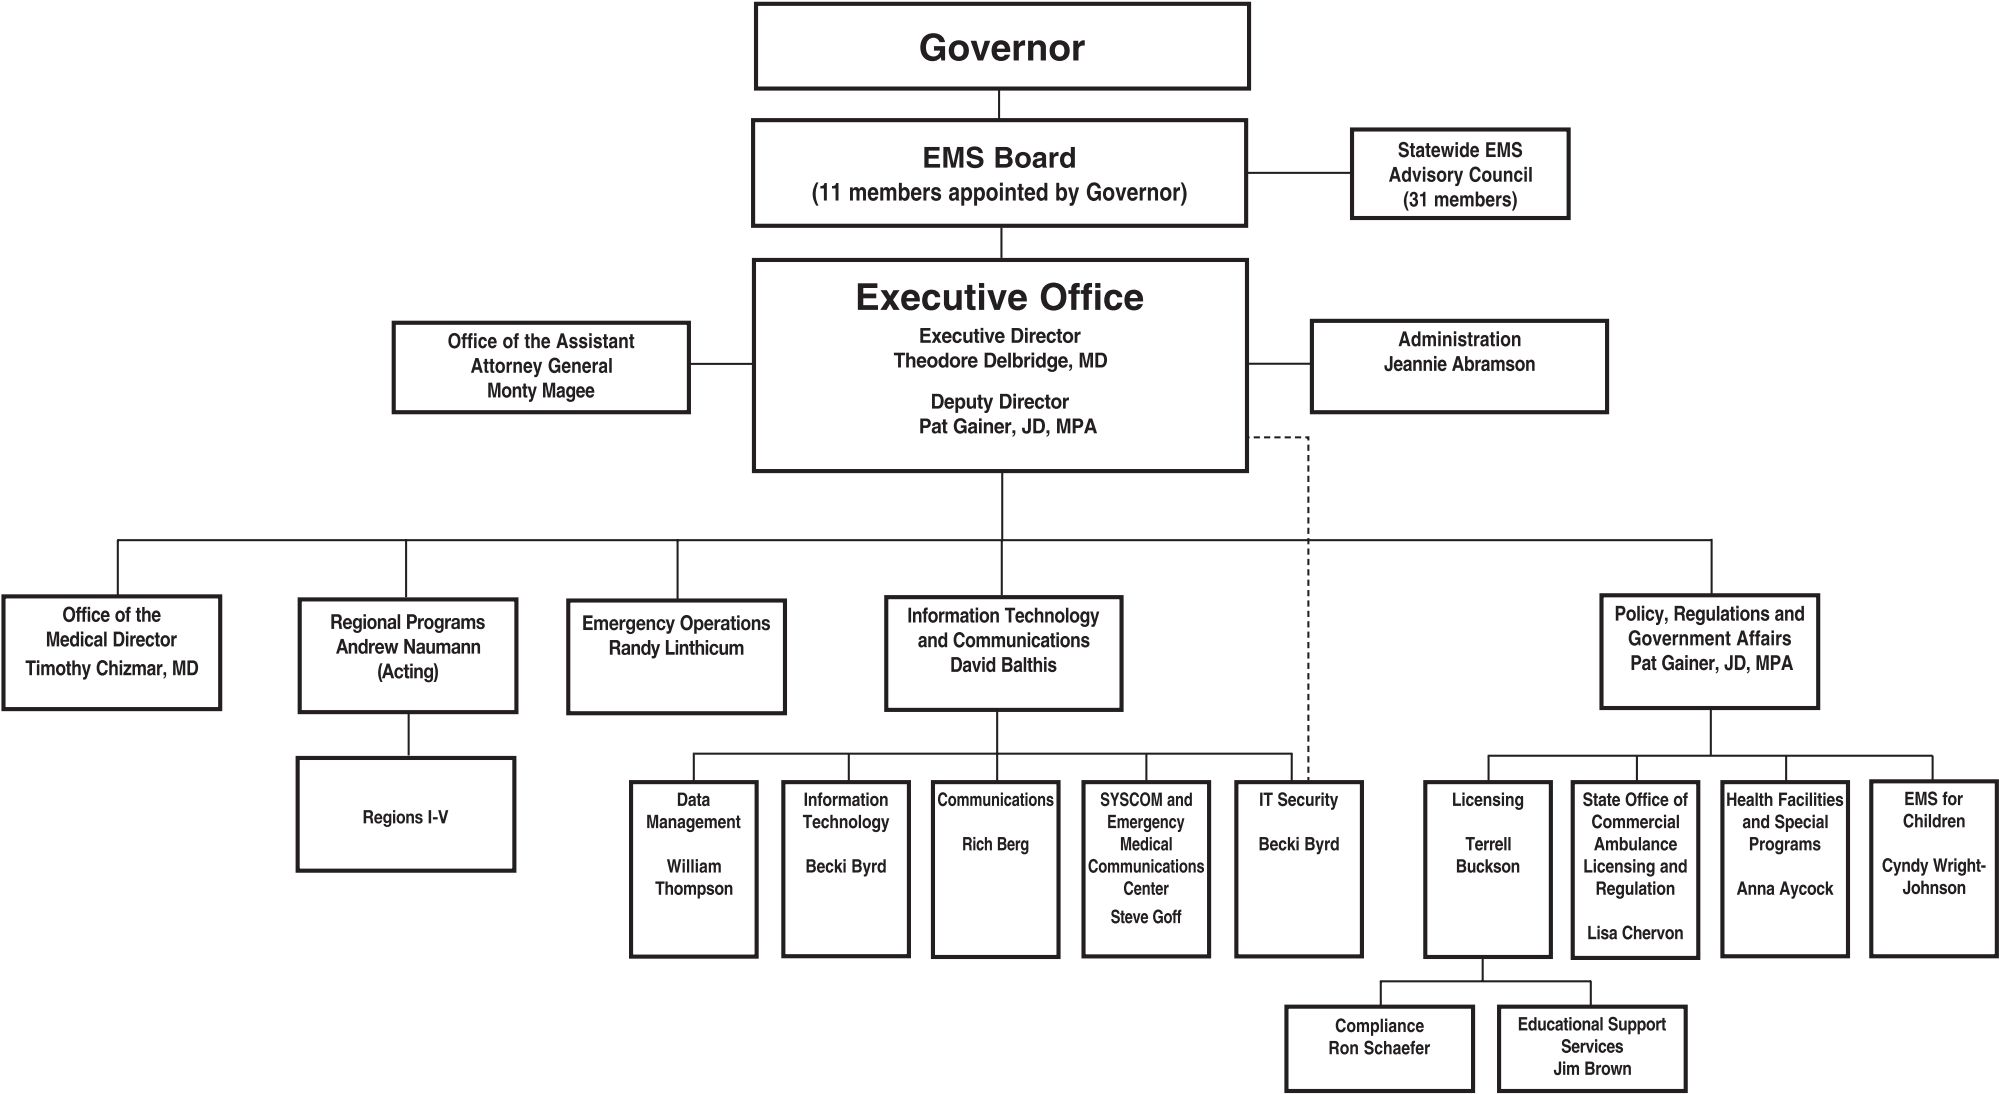 Governor
EMS Board
(11 members appointed by Governor)
Statewide EMS
Advisory Council
(31 members)
Executive Office
Executive Director
Theodore Delbridge, MD
Deputy Director
Pat Gainer, JD, MPA
Office of the Assistant
Attorney General
Monty Magee
Administration
Jeannie Abramson
Office of the
Medical Director
Timothy Chizmar, MD
Regional Programs
Andrew Naumann
(Acting)
Emergency Operations
Randy Linthicum
Information Technology
and Communications
David Balthis
Policy, Regulations and
Government Affairs
Pat Gainer, JD, MPA
Regions I-V
Data
Management
William
Thompson
Information
Technology
Becki Byrd
Communications
Rich Berg
SYSCOM and
Emergency
Medical
Communications
Center
Steve Goff
IT Security
Becki Byrd
Licensing
Terrell
Buckson
State Office of
Commercial
Ambulance
Licensing and
Regulation
Lisa Chervon
Health Facilities
and Special
Programs
Anna Aycock
EMS for
Children
Cyndy Wright-
Johnson
Compliance
Ron Schaefer
Educational Support
Services
Jim Brown